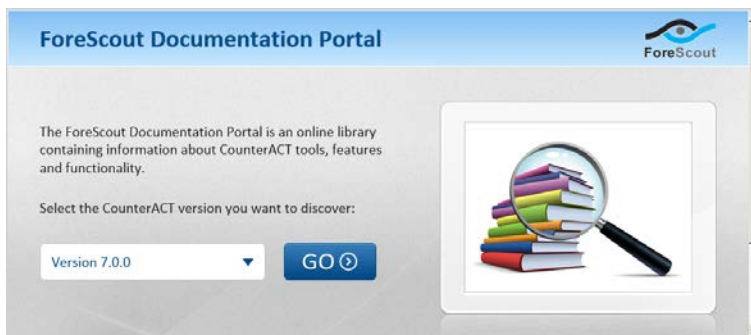 ForeScout Documentation Portal
ForeScout
The ForeScout Documentation Portal is an online library
containing information about CounterACT tools, features
and functionality.
Select the CounterACT version you want to discover:
Version 7.0.0
GO